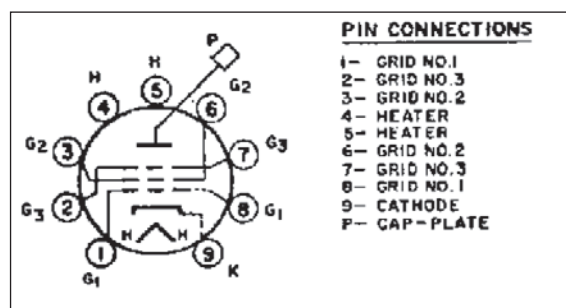 PIN CONNECTIONS
1- GRID NO.1
2- GRID NO.3
3- GRID NO.2
4- HEATER
5- HEATER
6- GRID NO.2
7- GRID NO.3
8- GRID NO.1
9- CATHODE
P- CAP-PLATE
P
H
H
G2
5
4
6
G2
3
7
G3
G3
2
8
G1
H
H
1
9
G1
K